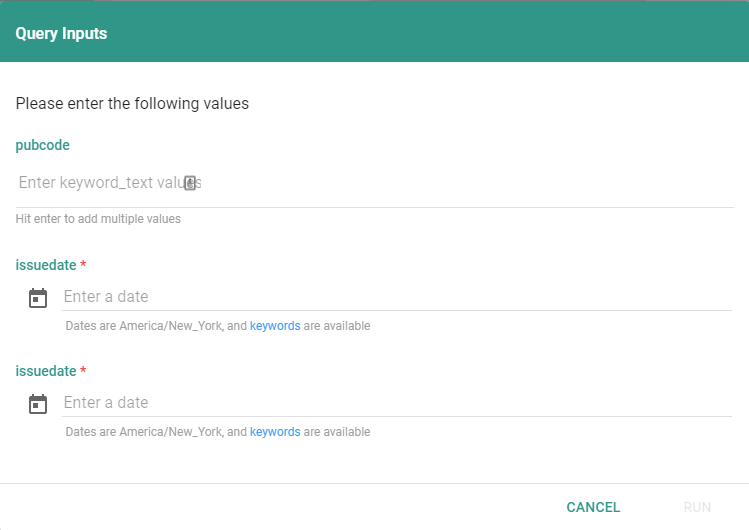 Query Inputs
Please enter the following values
pubcode
Enter keyword_text values
Hit enter to add multiple values
issuedate *
Enter a date
Dates are America/New_York, and keywords are available
issuedate *
Enter a date
Dates are America/New_York, and keywords are available
CANCEL RUN